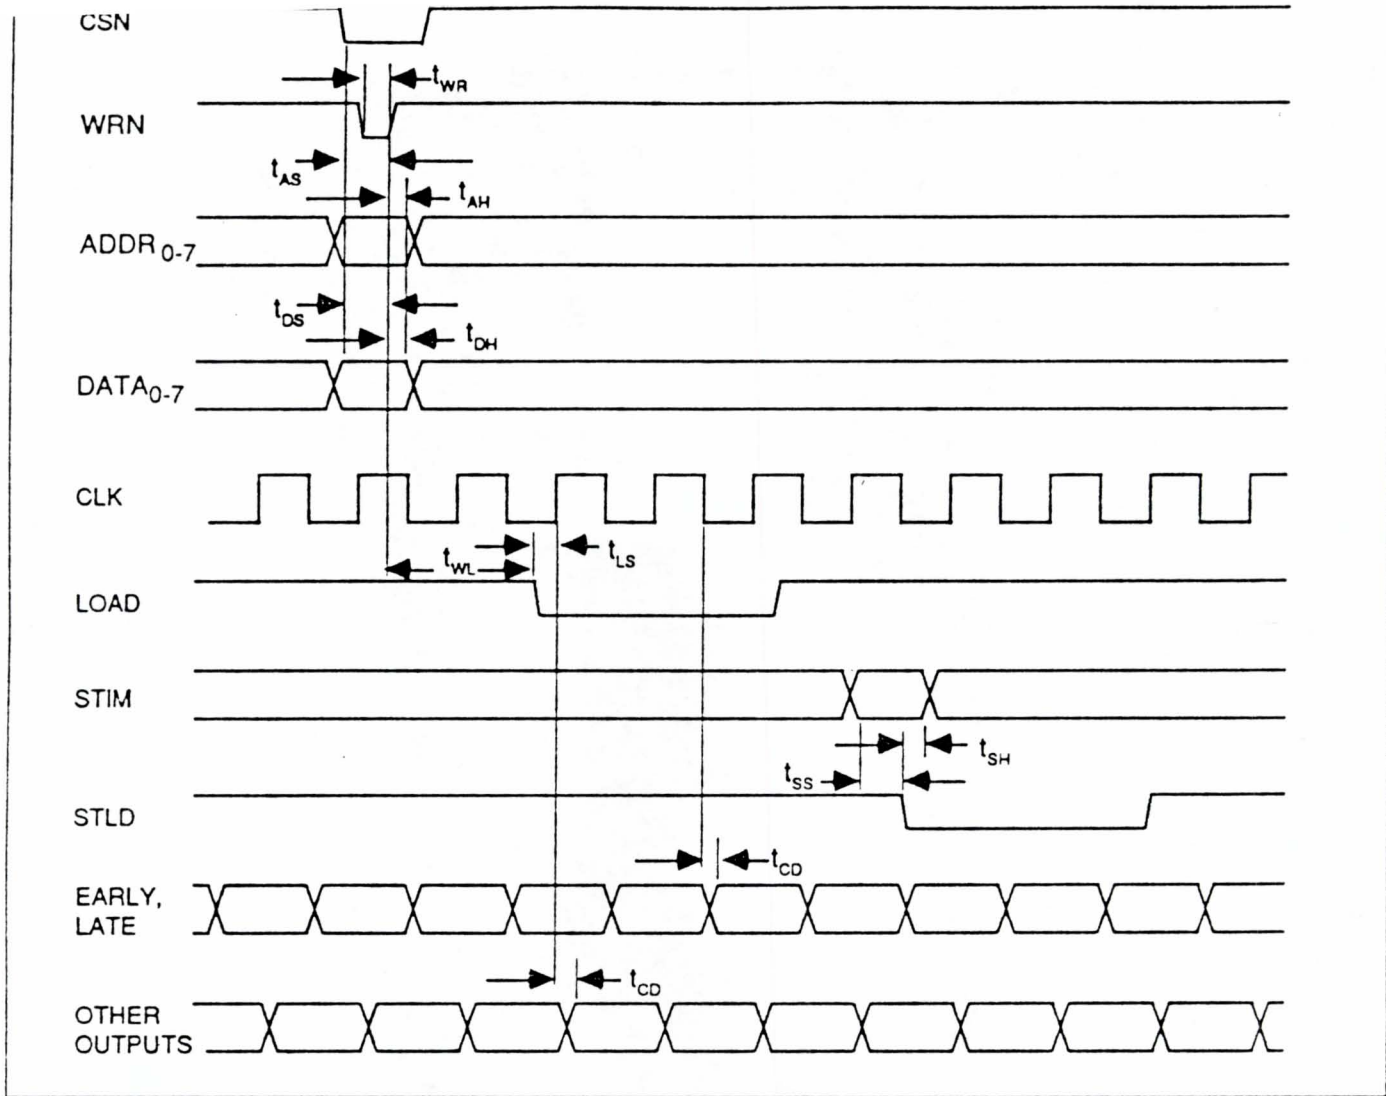 CSN
tWR
WRN
tAS
tAH
ADDR0-7
tDS
tDH
DATA0-7
CLK
tWL
tLS
LOAD
STIM
tSH
tSS
STLD
tCD
EARLY,
LATE
tCD
OTHER
OUTPUTS